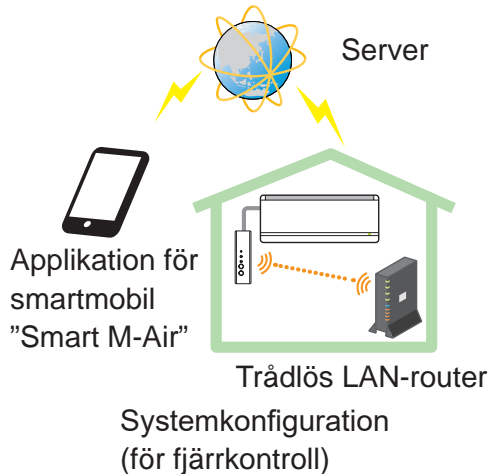 Server
Applikation för
smartmobil
”Smart M-Air”
Trådlös LAN-router
Systemkonfiguration
(för fjärrkontroll)